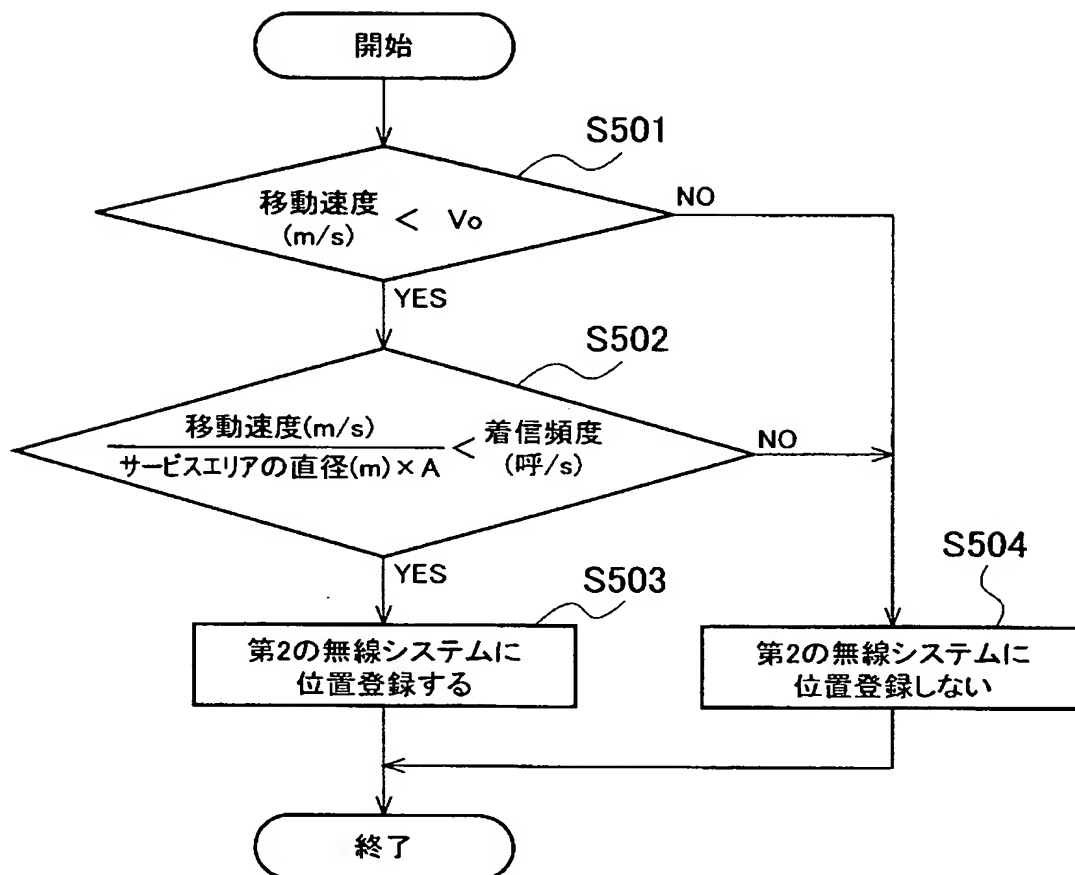 開始
S501
移動速度
(m/s) < Vo
NO
YES
S502
移動速度(m/s)
サービスエリアの直径(m)×A
<
着信頻度
(呼/s)
NO
YES
S503
第2の無線システムに
位置登録する
S504
第2の無線システムに
位置登録しない
終了